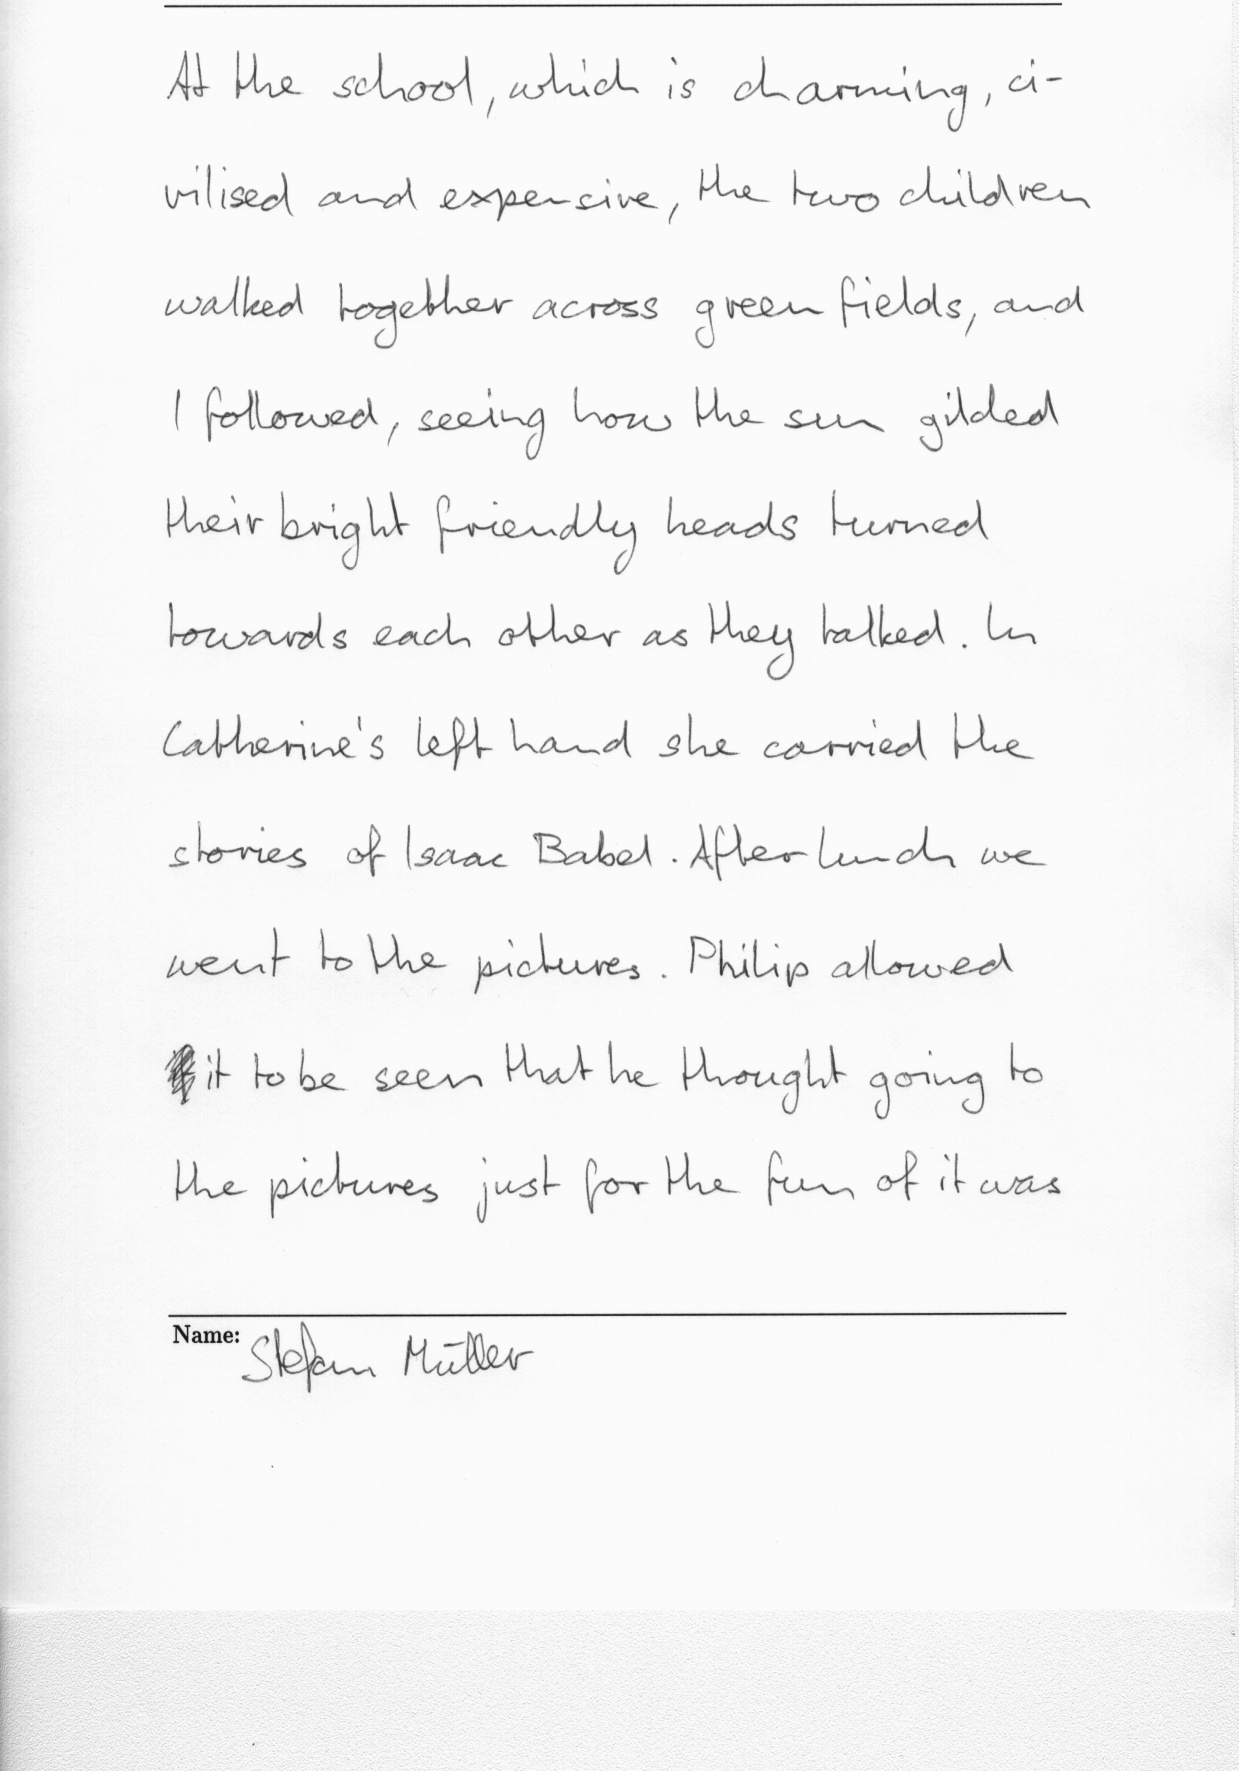 At the school, which is charming, ci-
vilised and expensive, the two children
walked together across green fields, and
I followed, seeing how the sun gilded
their bright friendly heads turned
towards each other as they talked. In
Catherine's left hand she carried the
stories of Isaac Babel. After lunch we
went to the pictures. Philip allowed
it to be seen that he thought going to
the pictures just for the fun of it was
Name: Stefan Müller